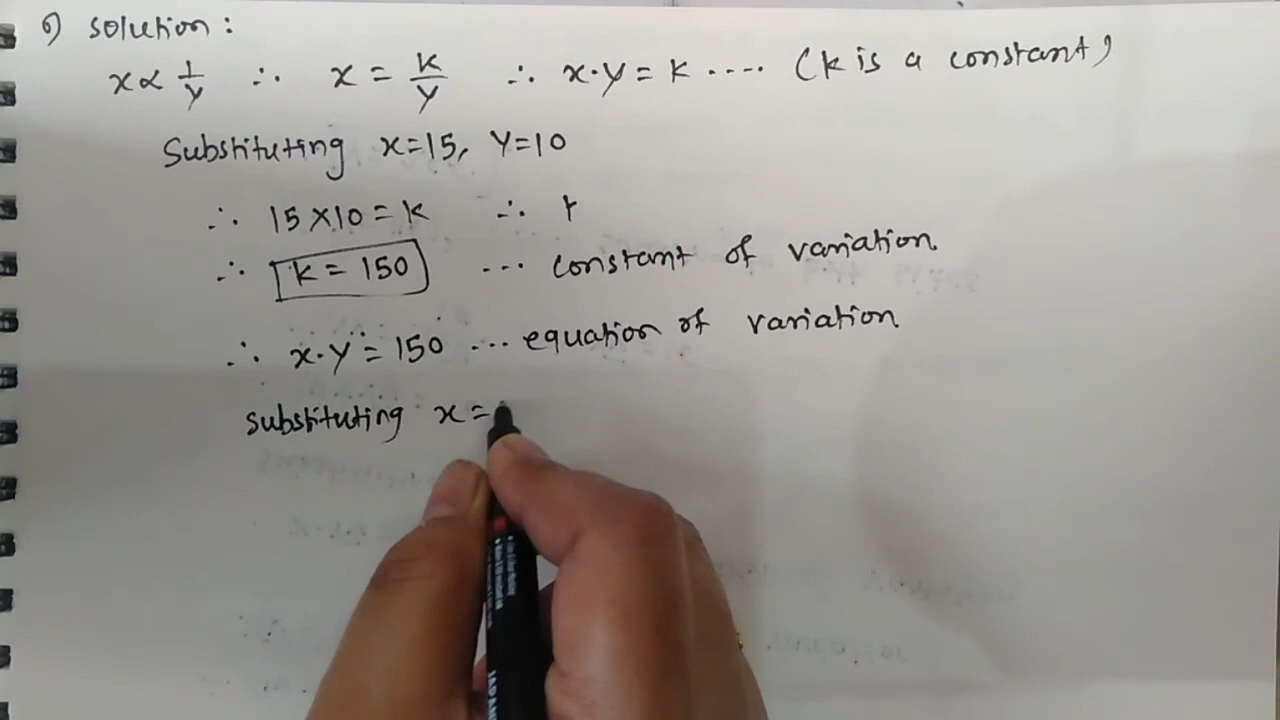 6) Solution:
x ∝ 1/y ∴ x = k/y ∴ x·y = k .... (k is a constant)
Substituting x=15, y=10
∴ 15×10=k ∴
∴ k = 150 ... constant of variation
∴ x·y = 150 ... equation of variation
substituting x=